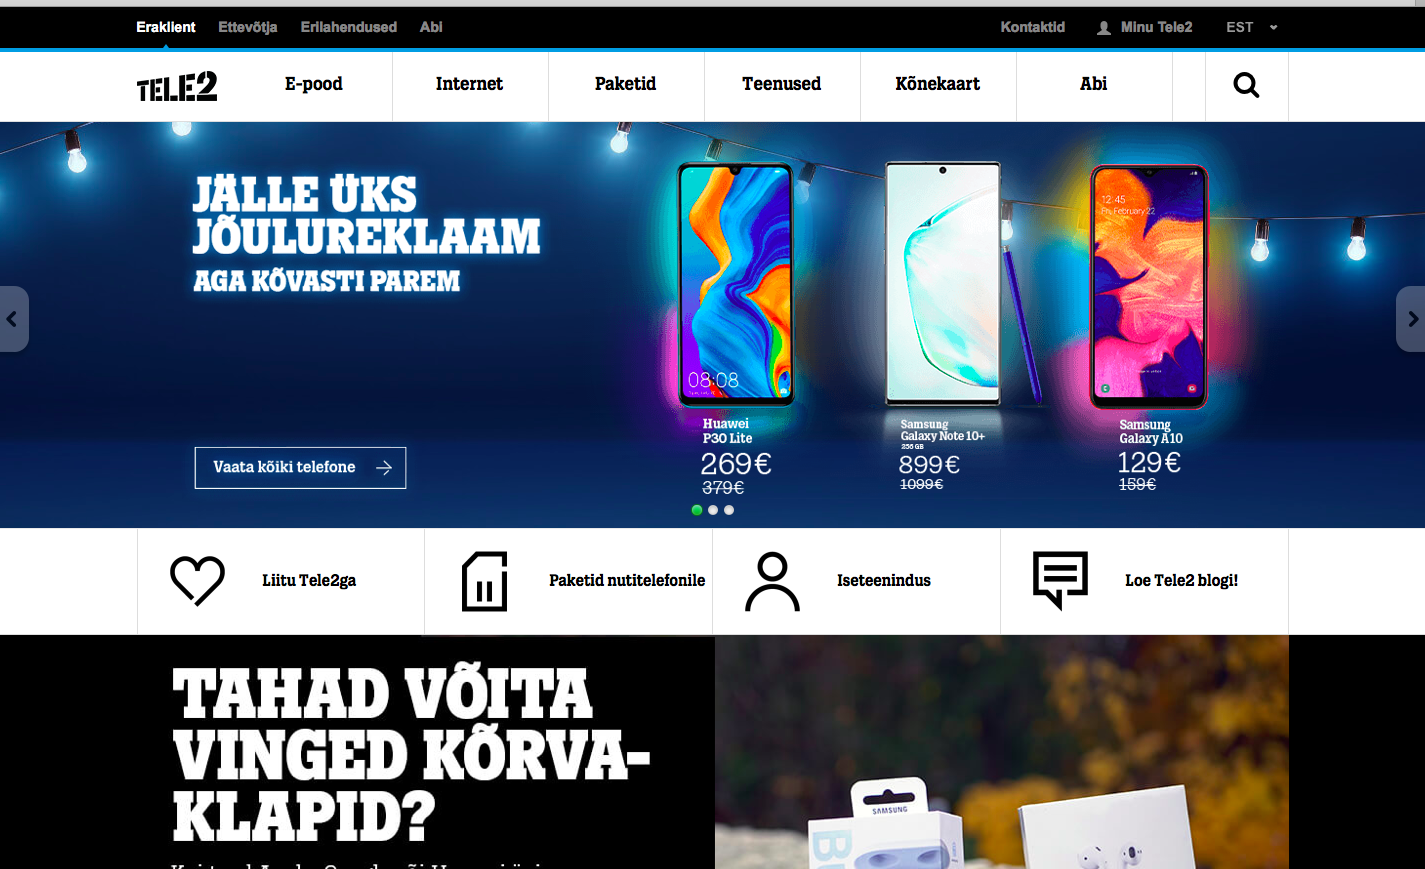 Eraklient Ettevõtja Erilahendused Abi Kontaktid Minu Tele2 EST
TELE2 E-pood Internet Paketid Teenused Kõnekaart Abi
JÄLLE ÜKS
JÕULUREKLAAM
AGA KÕVASTI PAREM
12:45
Fri, February 22
08:08
Vaata kõiki telefone
Huawei
P30 Lite
269€
379€
Samsung
Galaxy Note 10+
256 GB
899€
1099€
Samsung
Galaxy A10
129€
159€
Liitu Tele2ga
Paketid nutitelefonile
Iseteenindus
Loe Tele2 blogi!
TAHAD VÕITA
VINGED KÕRVA-
KLAPID?
SAMSUNG